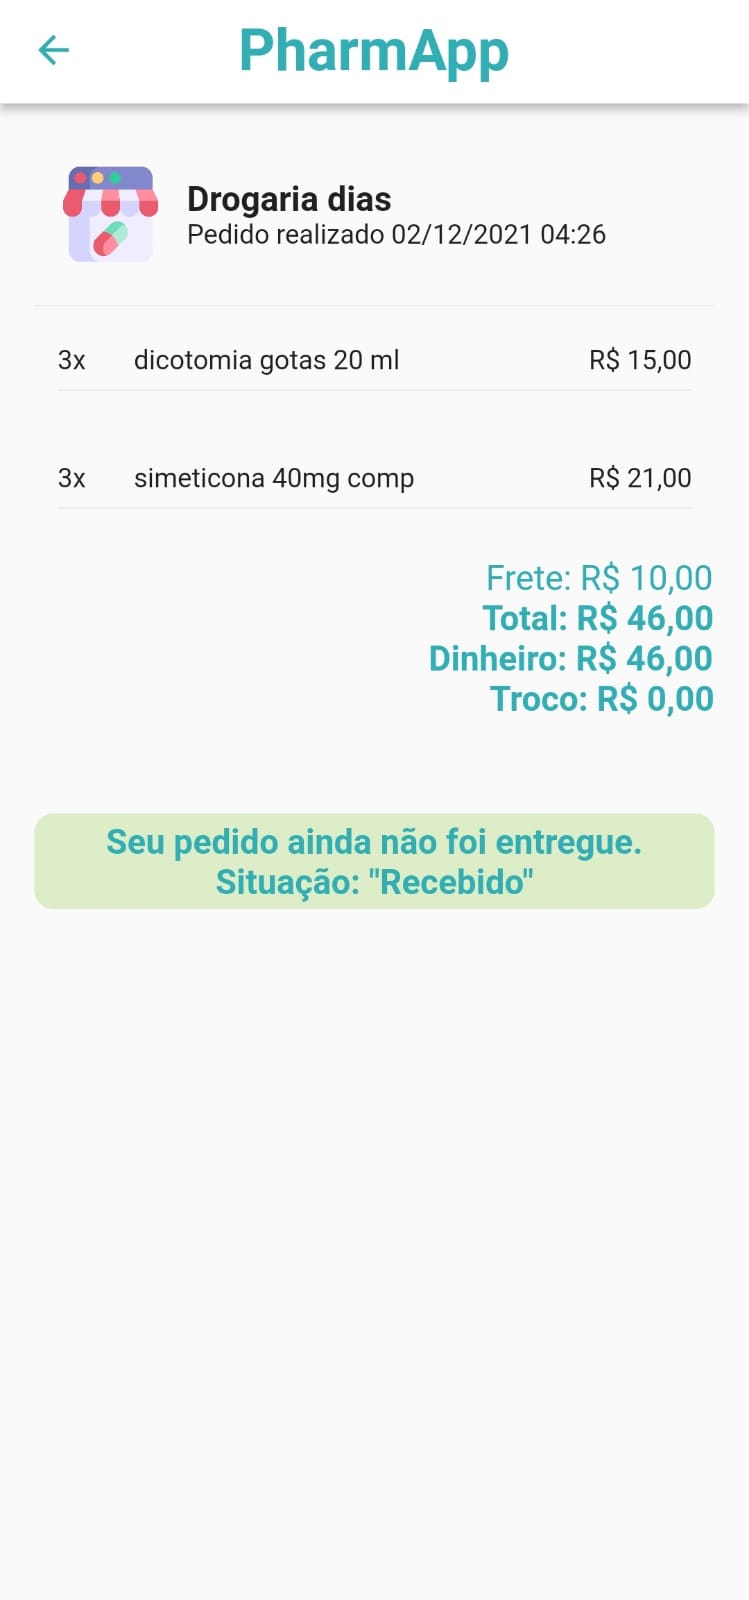 PharmApp
Drogaria dias
Pedido realizado 02/12/2021 04:26
3x dicotomia gotas 20 ml R$ 15,00
3x simeticona 40mg comp R$ 21,00
Frete: R$ 10,00
Total: R$ 46,00
Dinheiro: R$ 46,00
Troco: R$ 0,00
Seu pedido ainda não foi entregue.
Situação: "Recebido"